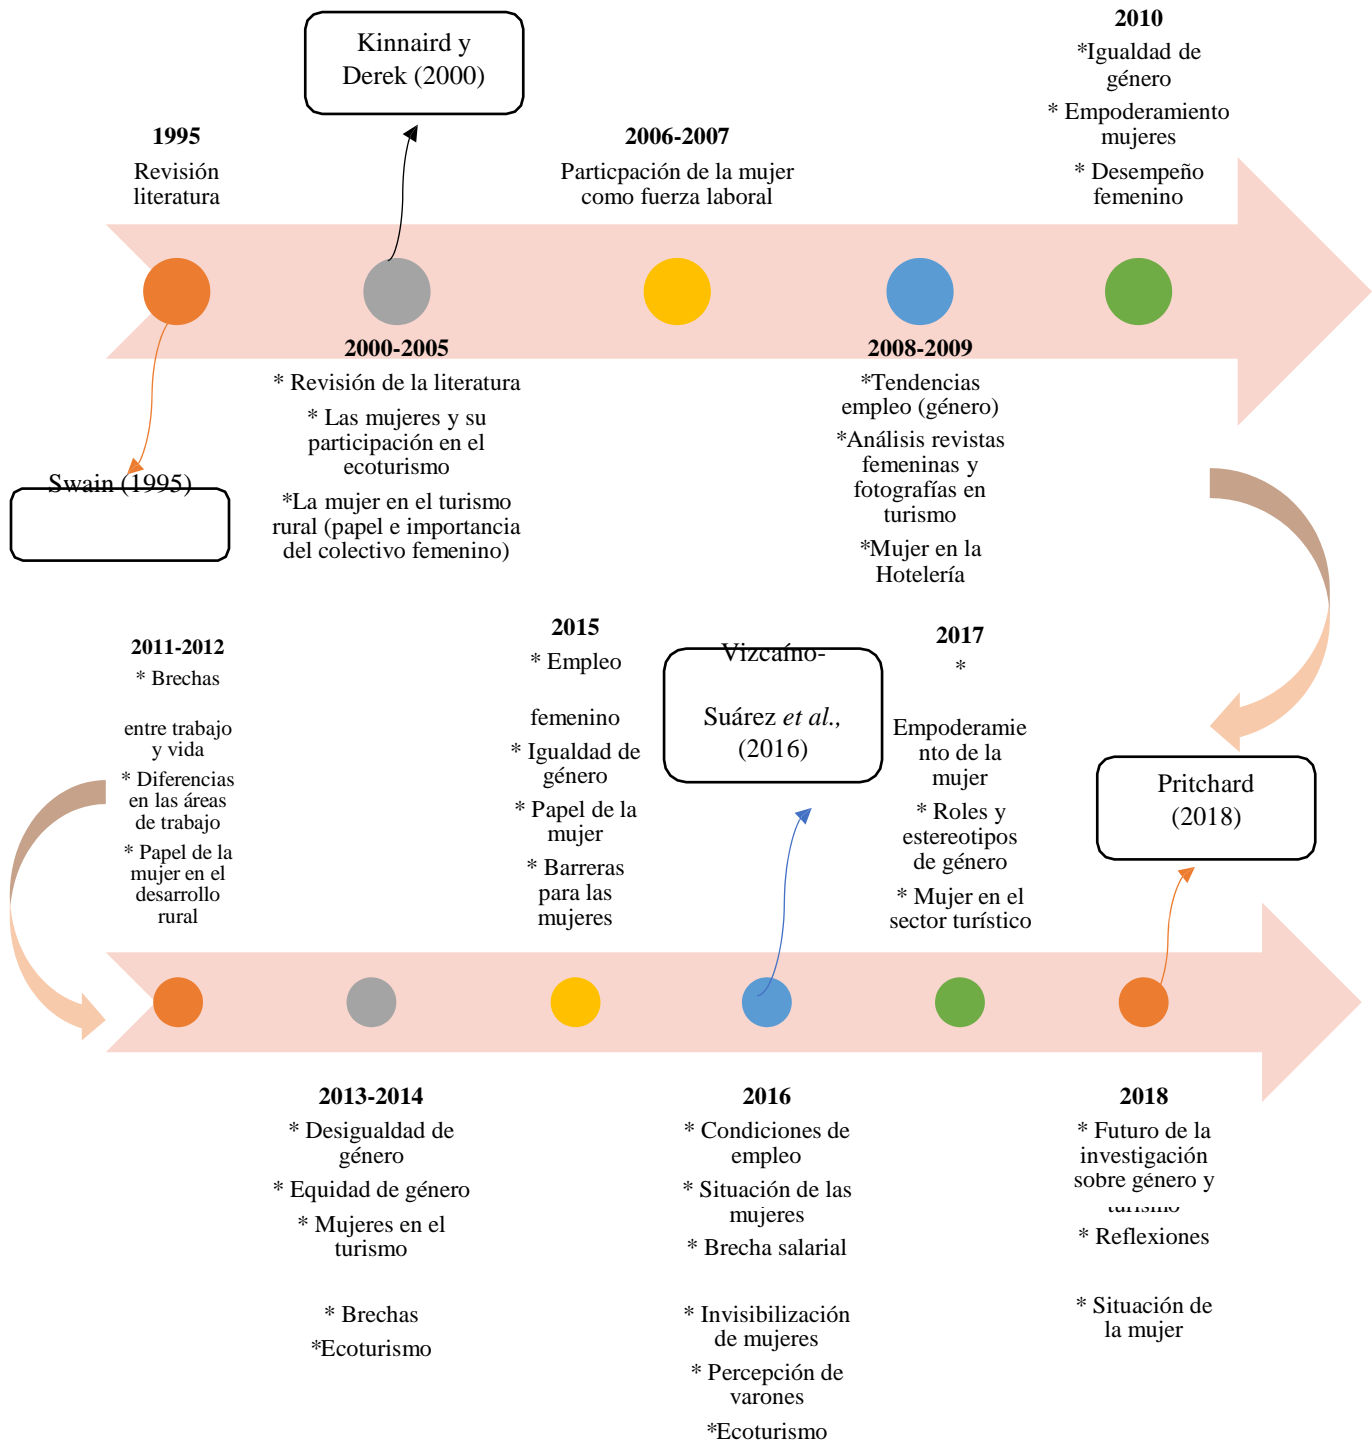 Kinnaird y
Derek (2000)
1995
Revisión
literatura
2006-2007
Particpación de la mujer
como fuerza laboral
2010
*Igualdad de
género
* Empoderamiento
mujeres
* Desempeño
femenino
Swain (1995)
2000-2005
* Revisión de la literatura
* Las mujeres y su
participación en el
ecoturismo
*La mujer en el turismo
rural (papel e importancia
del colectivo femenino)
2008-2009
*Tendencias
empleo (género)
*Análisis revistas
femeninas y
fotografías en
turismo
*Mujer en la
Hotelería
2011-2012
* Brechas
entre trabajo
y vida
* Diferencias
en las áreas
de trabajo
* Papel de la
mujer en el
desarrollo
rural
2015
* Empleo
femenino
* Igualdad de
género
* Papel de la
mujer
* Barreras
para las
mujeres
Vizcaíno-
Suárez et al.,
(2016)
2017
*
Empoderamie
nto de la
mujer
* Roles y
estereotipos
de género
* Mujer en el
sector turístico
Pritchard
(2018)
2013-2014
* Desigualdad de
género
* Equidad de género
* Mujeres en el
turismo
* Brechas
*Ecoturismo
2016
* Condiciones de
empleo
* Situación de las
mujeres
* Brecha salarial
* Invisibilización
de mujeres
* Percepción de
varones
*Ecoturismo
2018
* Futuro de la
investigación
sobre género y
turismo
* Reflexiones
* Situación de
la mujer